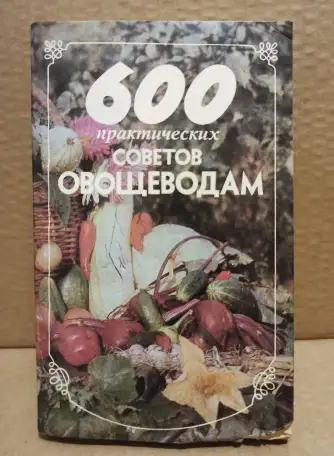 600
практических
СОВЕТОВ
ОВОЩЕВОДАМ